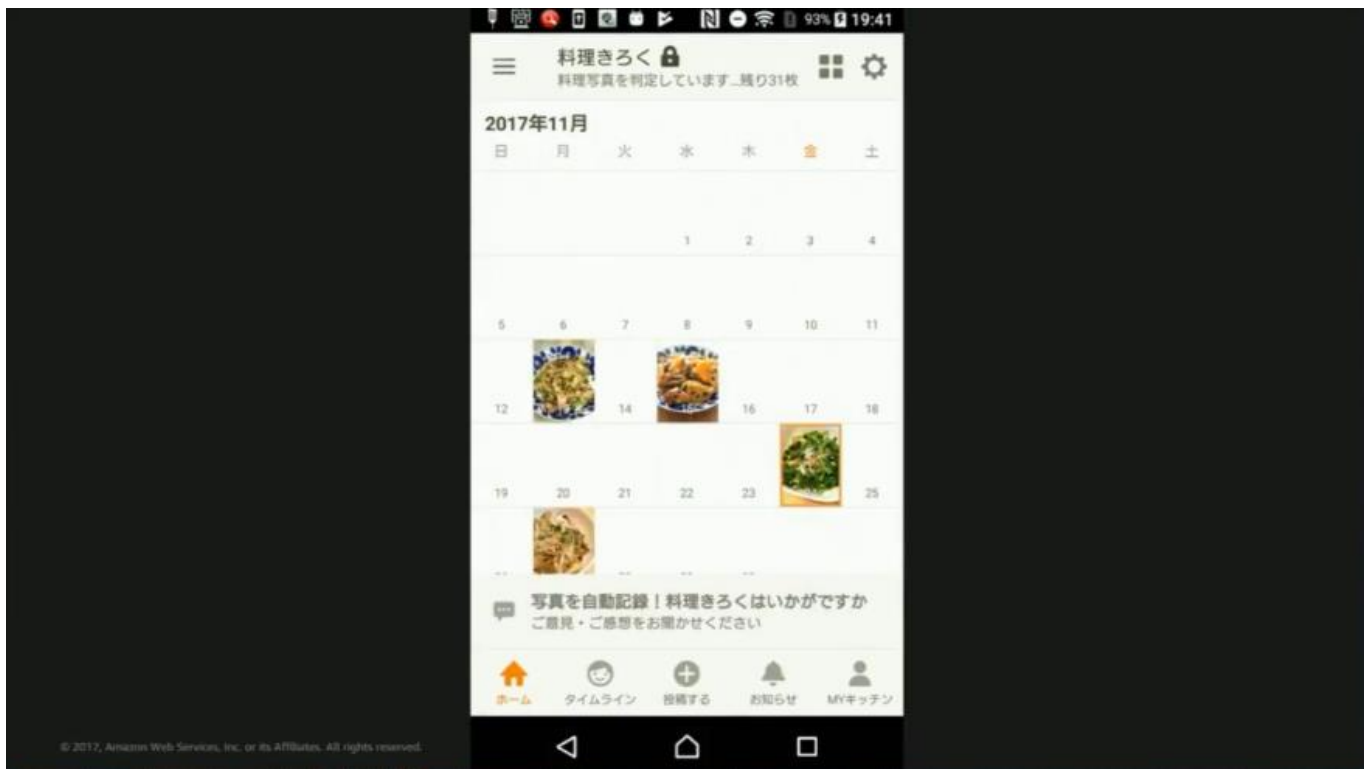 93% 19:41
料理きろく
料理写真を判定しています...残り31枚
2017年11月
日 月 火 水 木 金 土
1 2 3 4
5 6 7 8 9 10 11
12 14 16 17 18
19 20 21 22 23 25
写真を自動記録!料理きろくはいかがですか
ご意見・ご感想をお聞かせください
ホーム タイムライン 投稿する お知らせ MYキッチン
© 2017, Amazon Web Services, Inc. or its Affiliates. All rights reserved.